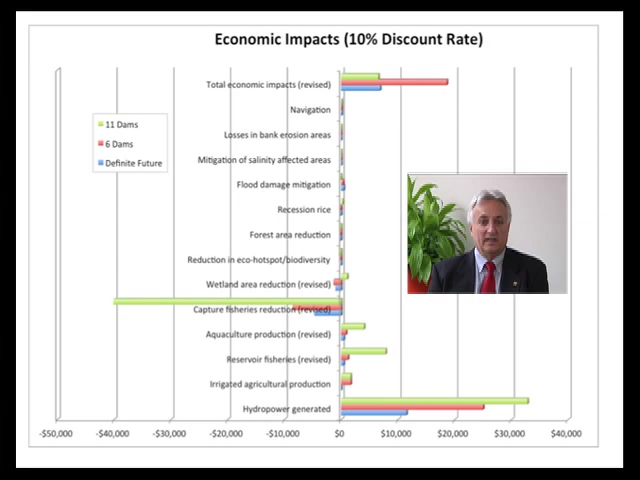 Economic Impacts (10% Discount Rate)
Total economic impacts (revised)
Navigation
Losses in bank erosion areas
Mitigation of salinity affected areas
Flood damage mitigation
Recession rice
Forest area reduction
Reduction in eco-hotspot/biodiversity
Wetland area reduction (revised)
Capture fisheries reduction (revised)
Aquaculture production (revised)
Reservoir fisheries (revised)
Irrigated agricultural production
Hydropower generated
11 Dams
6 Dams
Definite Future
-$50,000 -$40,000 -$30,000 -$20,000 -$10,000 $0 $10,000 $20,000 $30,000 $40,000